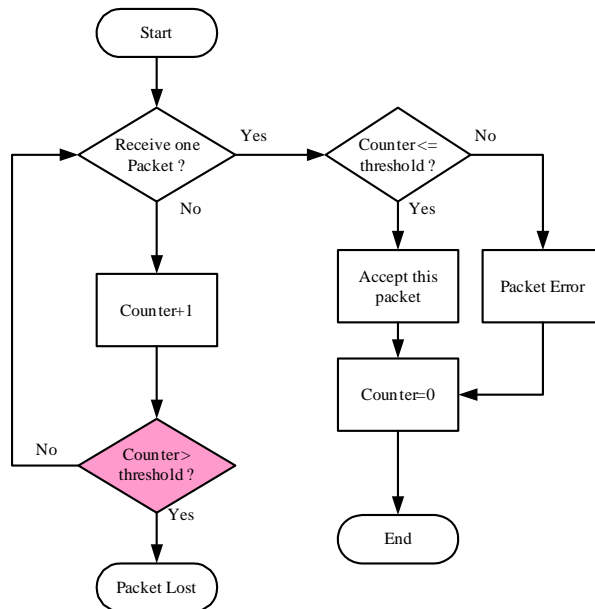 Start
Receive one
Packet ?
Yes
Counter<=
threshold ?
No
No
Yes
Counter+1
Accept this
packet
Packet Error
Counter=0
No
Counter>
threshold ?
Yes
End
Packet Lost